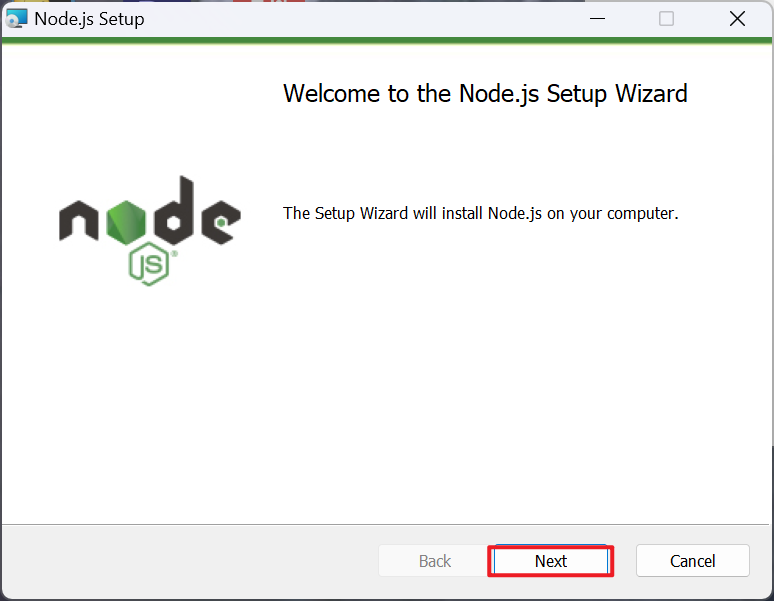 Node.js Setup
Welcome to the Node.js Setup Wizard
The Setup Wizard will install Node.js on your computer.
node
JS®
Back
Next
Cancel